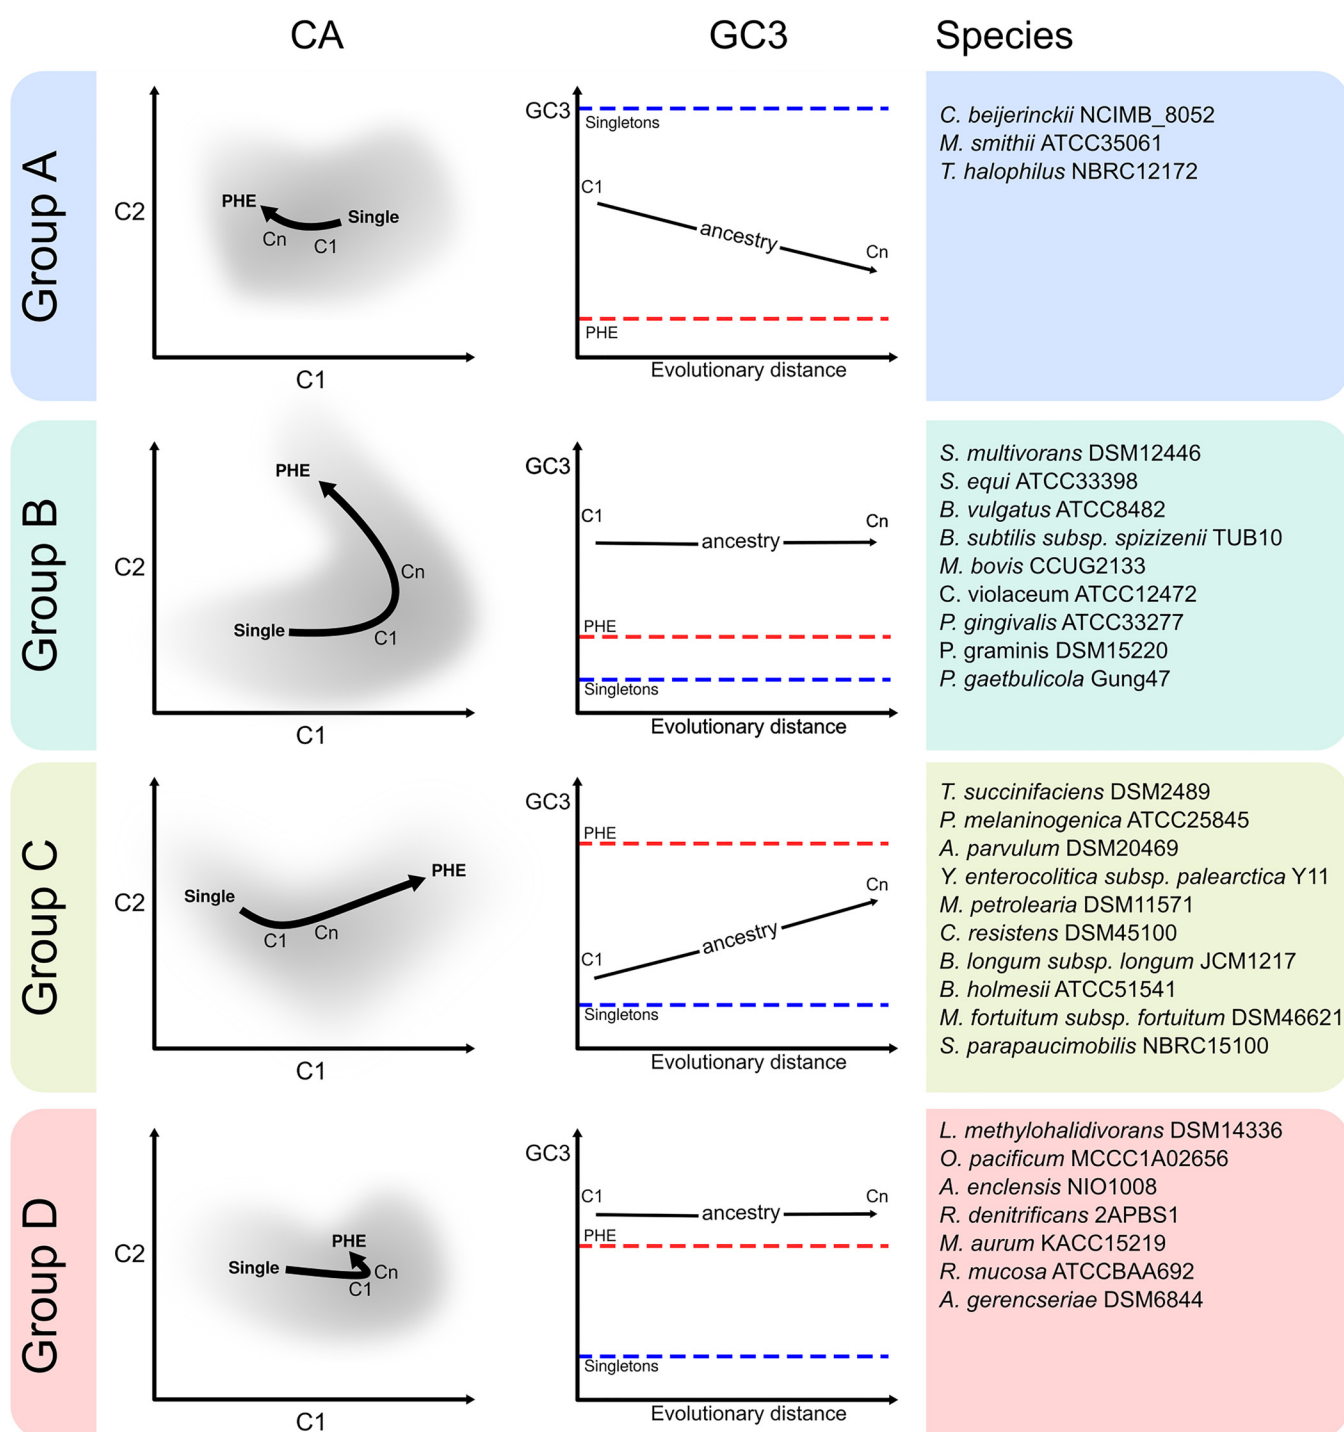 CA
GC3
Species
Group A
C2
PHE
Single
Cn
C1
C1
GC3
Singletons
C1
ancestry
Cn
PHE
Evolutionary distance
C. beijerinckii NCIMB_8052
M. smithii ATCC35061
T. halophilus NBRC12172
Group B
C2
PHE
Cn
Single
C1
C1
GC3
C1
ancestry
Cn
PHE
Singletons
Evolutionary distance
S. multivorans DSM12446
S. equi ATCC33398
B. vulgatus ATCC8482
B. subtilis subsp. spizizenii TUB10
M. bovis CCUG2133
C. violaceum ATCC12472
P. gingivalis ATCC33277
P. graminis DSM15220
P. gaetbulicola Gung47
Group C
C2
Single
PHE
C1
Cn
C1
GC3
PHE
Cn
ancestry
C1
Singletons
Evolutionary distance
T. succinifaciens DSM2489
P. melaninogenica ATCC25845
A. parvulum DSM20469
Y. enterocolitica subsp. palearctica Y11
M. petrolearia DSM11571
C. resistens DSM45100
B. longum subsp. longum JCM1217
B. holmesii ATCC51541
M. fortuitum subsp. fortuitum DSM46621
S. parapaucimobilis NBRC15100
Group D
C2
PHE
Single
Cn
C1
C1
GC3
C1
ancestry
Cn
PHE
Singletons
Evolutionary distance
L. methylohalidivorans DSM14336
O. pacificum MCCC1A02656
A. enclensis NIO1008
R. denitrificans 2APBS1
M. aurum KACC15219
R. mucosa ATCCBAA692
A. gerencseriae DSM6844